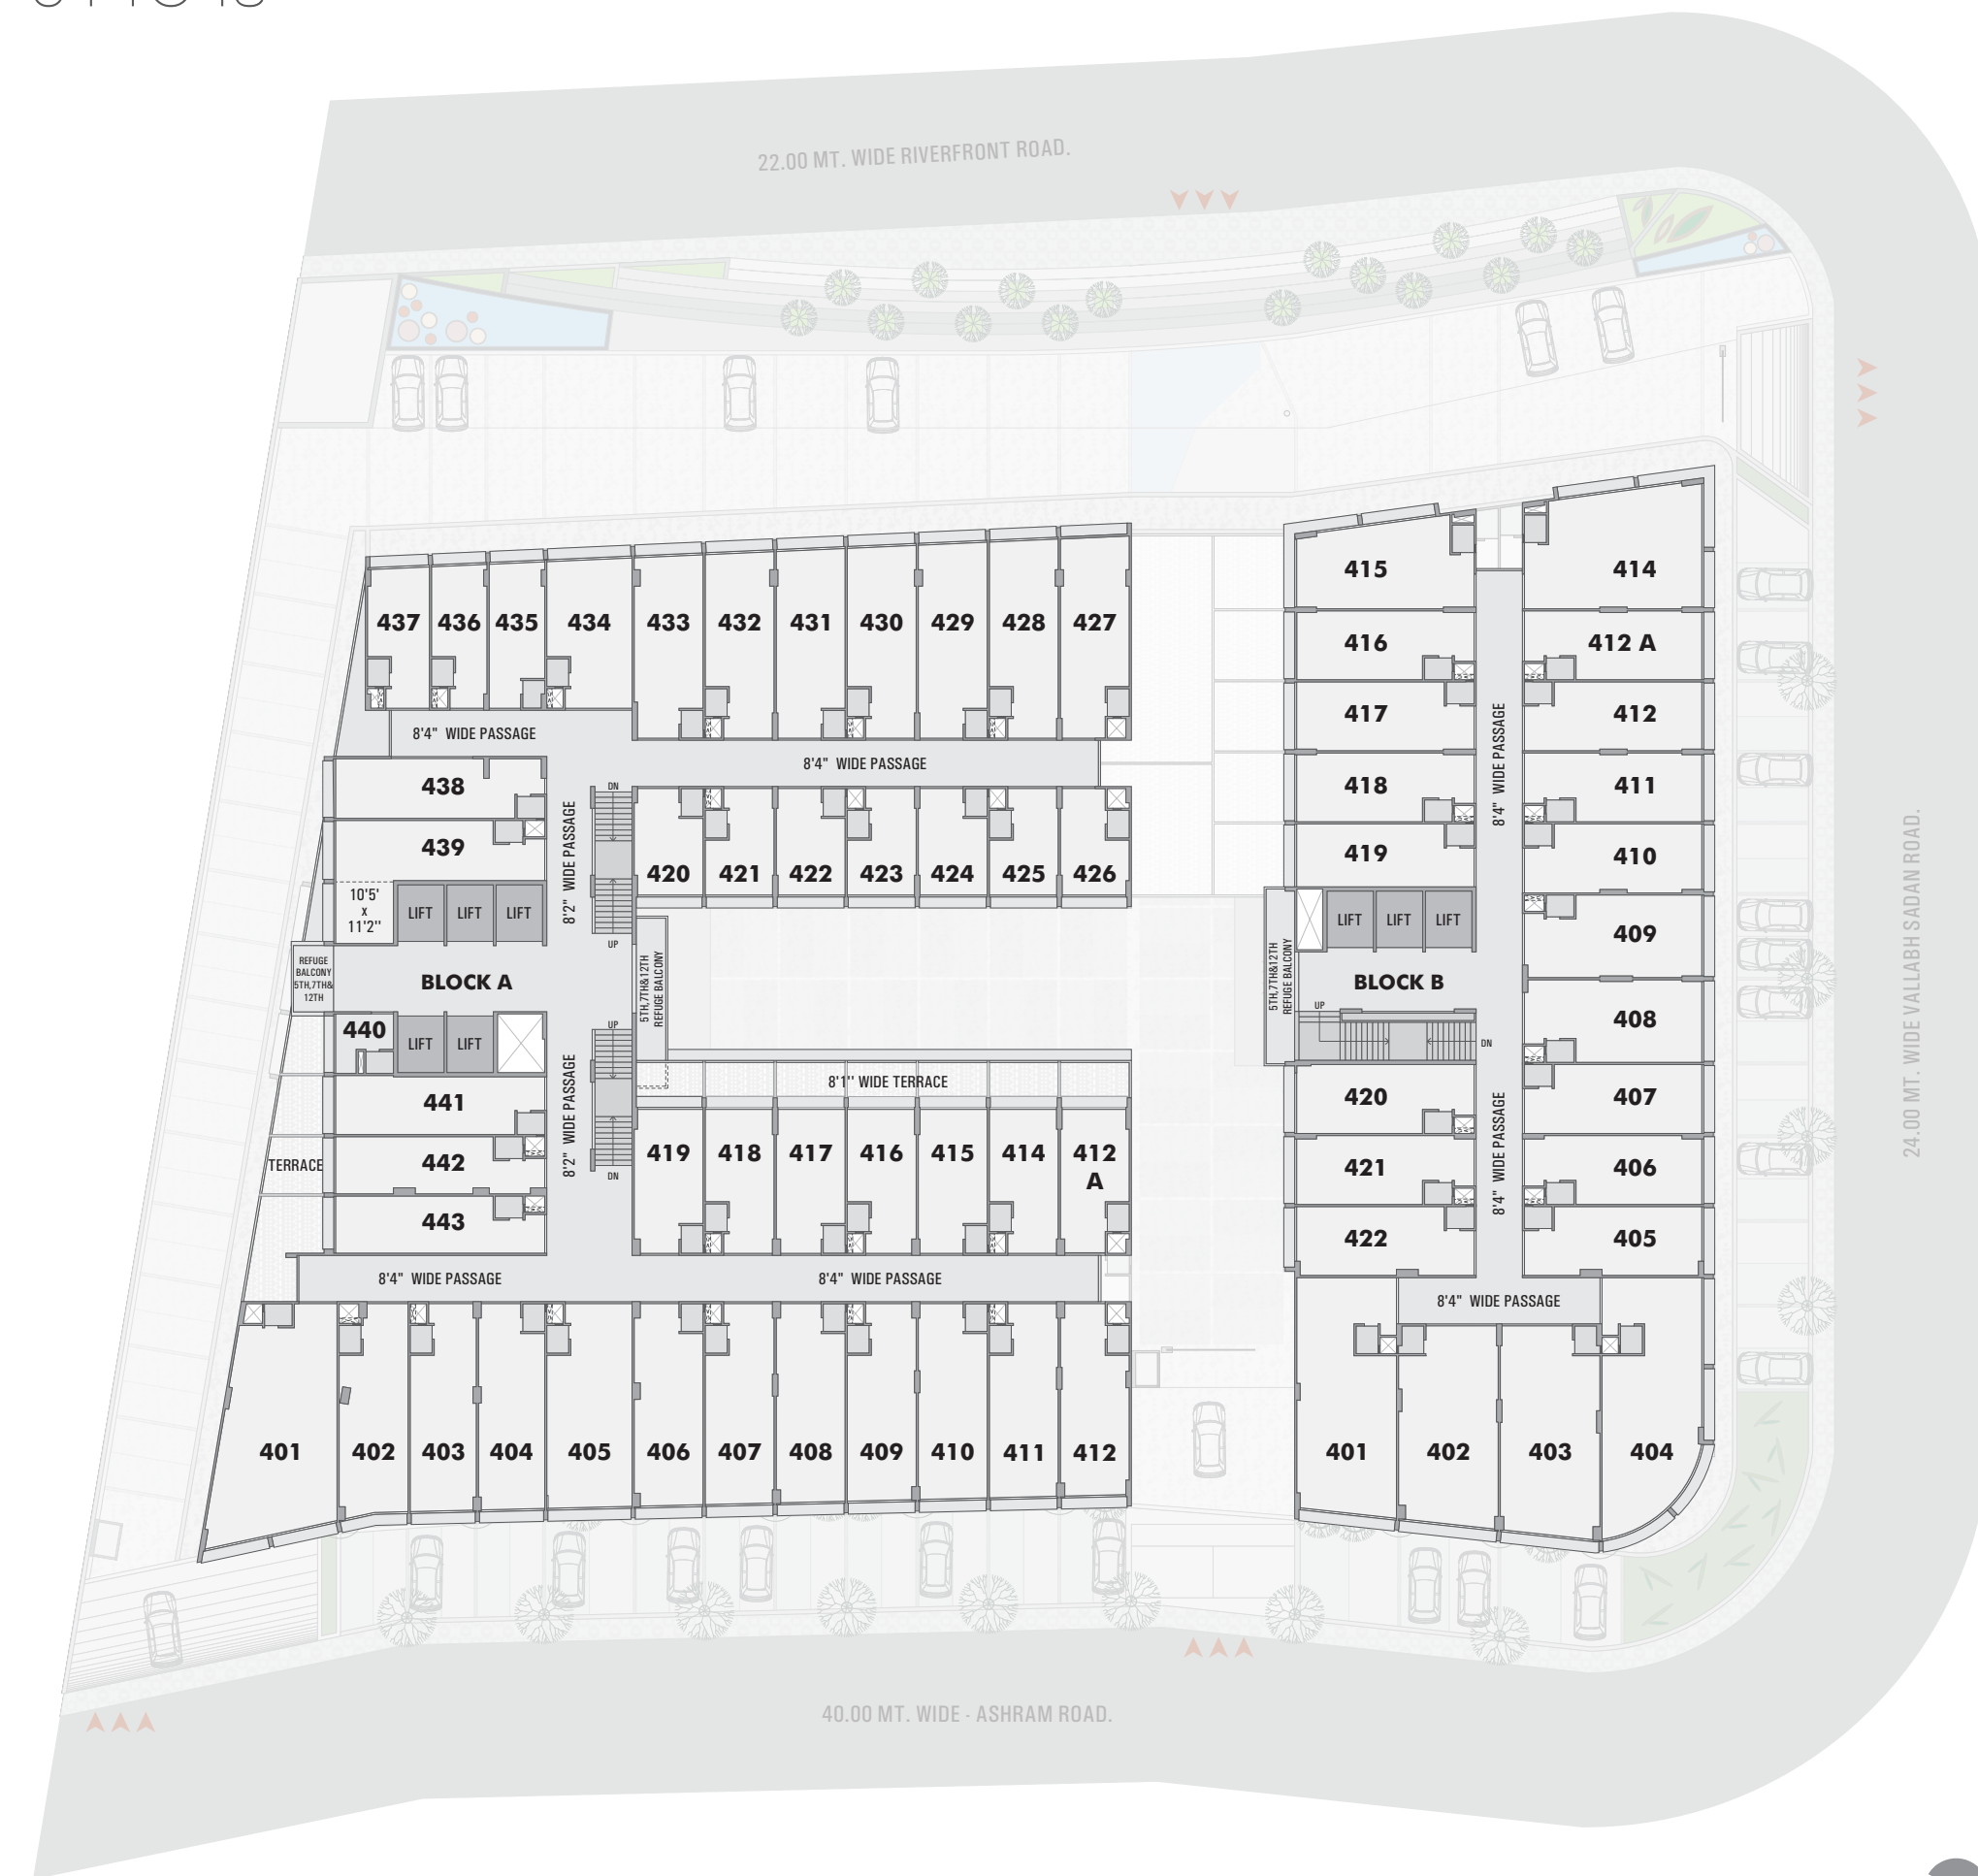 22.00 MT. WIDE RIVERFRONT ROAD.
437 436 435 434 433 432 431 430 429 428 427
8'4" WIDE PASSAGE
8'4" WIDE PASSAGE
438
439
10'5'
x
11'2''
LIFT LIFT LIFT
8'2" WIDE PASSAGE
DN
UP
420 421 422 423 424 425 426
REFUGE
BALCONY
5TH,7TH&
12TH
BLOCK A
5TH,7TH&12TH
REFUGE BALCONY
440
LIFT LIFT
441
442
443
TERRACE
8'2" WIDE PASSAGE
UP
DN
8'1'' WIDE TERRACE
419 418 417 416 415 414 412
A
8'4" WIDE PASSAGE
8'4" WIDE PASSAGE
401 402 403 404 405 406 407 408 409 410 411 412
415 414
416 412 A
417 412
418 411
419 410
8'4" WIDE PASSAGE
LIFT LIFT LIFT
409
5TH,7TH&12TH
REFUGE BALCONY
BLOCK B
UP
DN
408
420 407
421 406
422 405
8'4" WIDE PASSAGE
8'4" WIDE PASSAGE
401 402 403 404
24.00 MT. WIDE VALLABH SADAN ROAD.
40.00 MT. WIDE - ASHRAM ROAD.